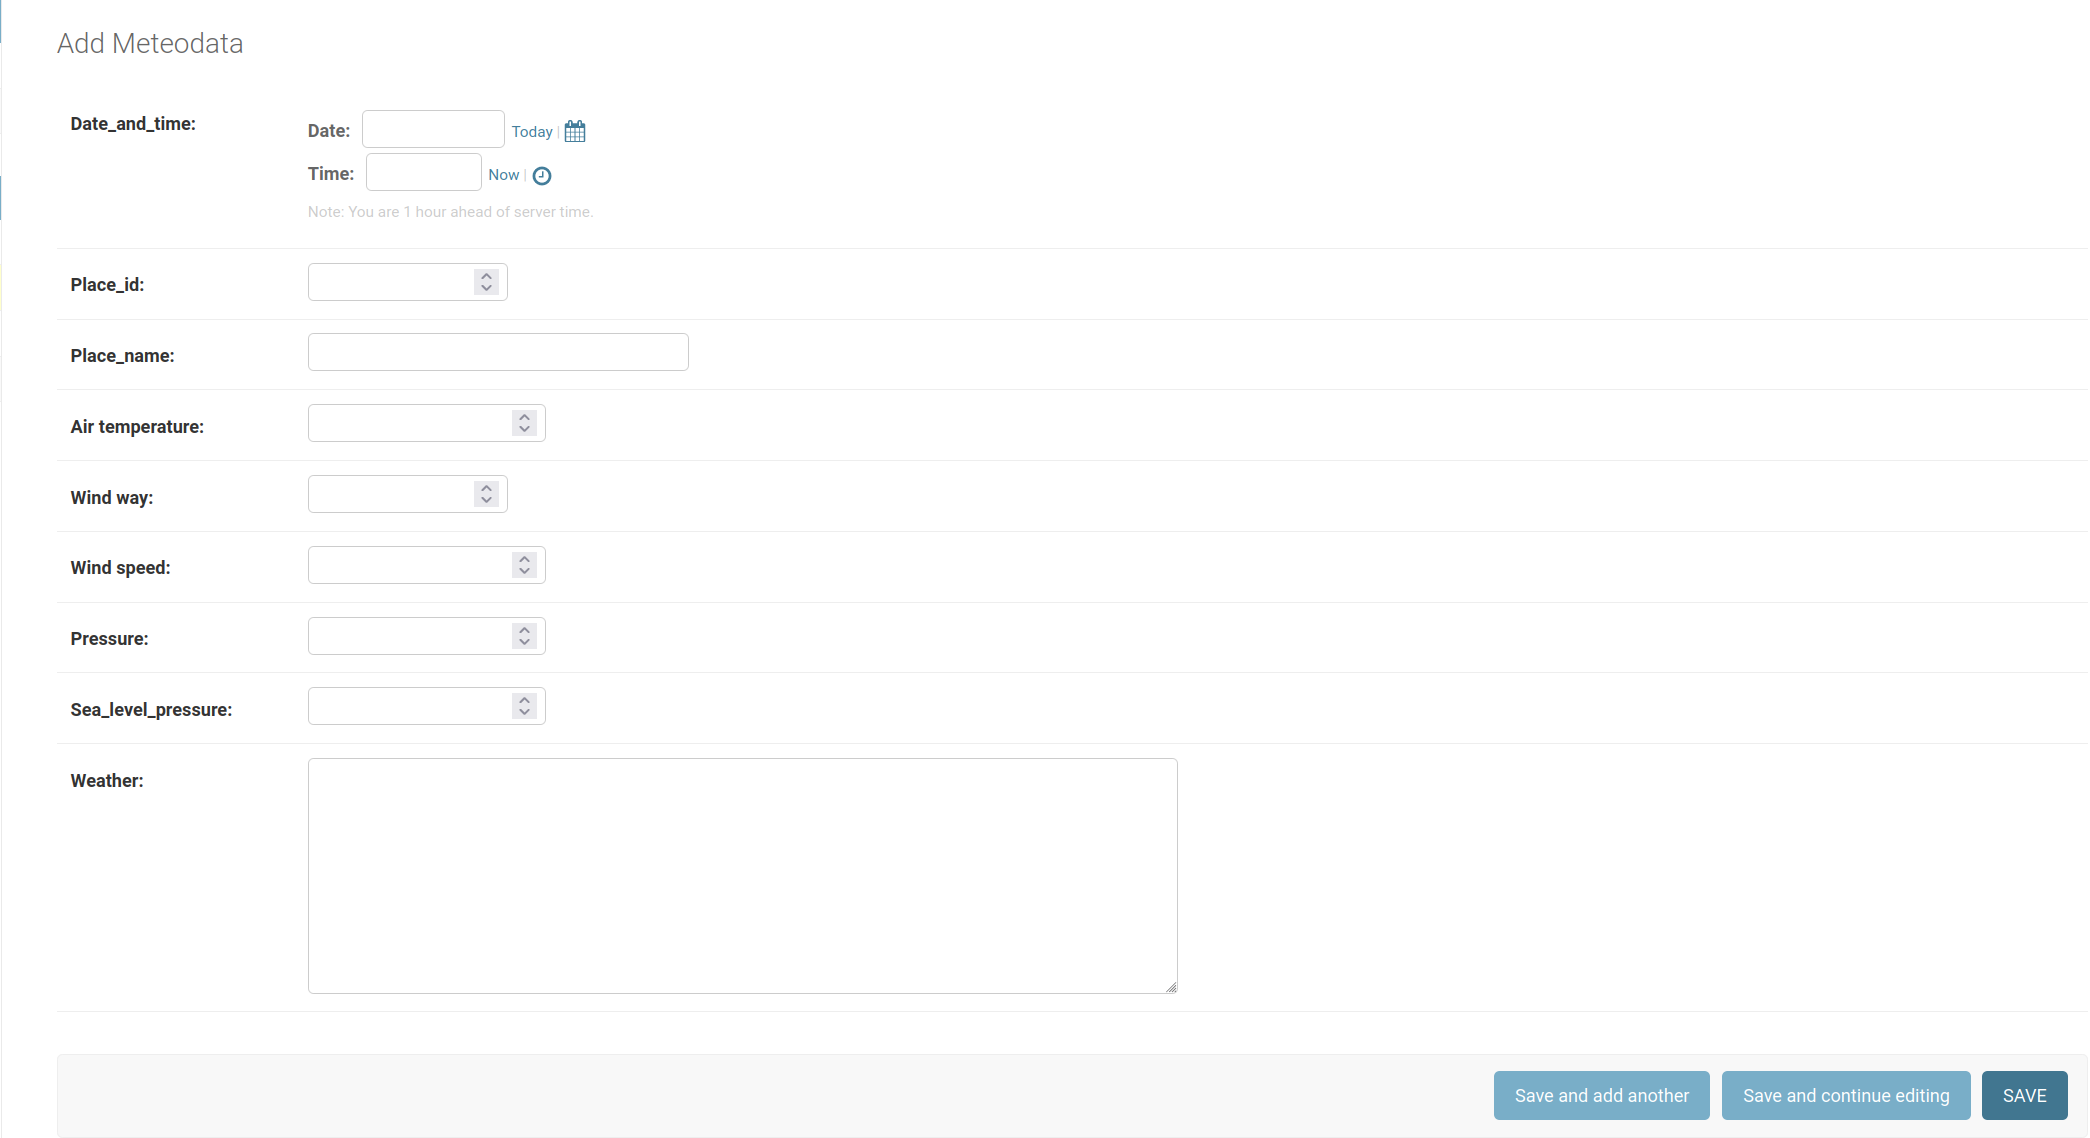 Add Meteodata
Date_and_time:
Date: Today |
Time: Now |
Note: You are 1 hour ahead of server time.
Place_id:
Place_name:
Air temperature:
Wind way:
Wind speed:
Pressure:
Sea_level_pressure:
Weather:
Save and add another Save and continue editing SAVE